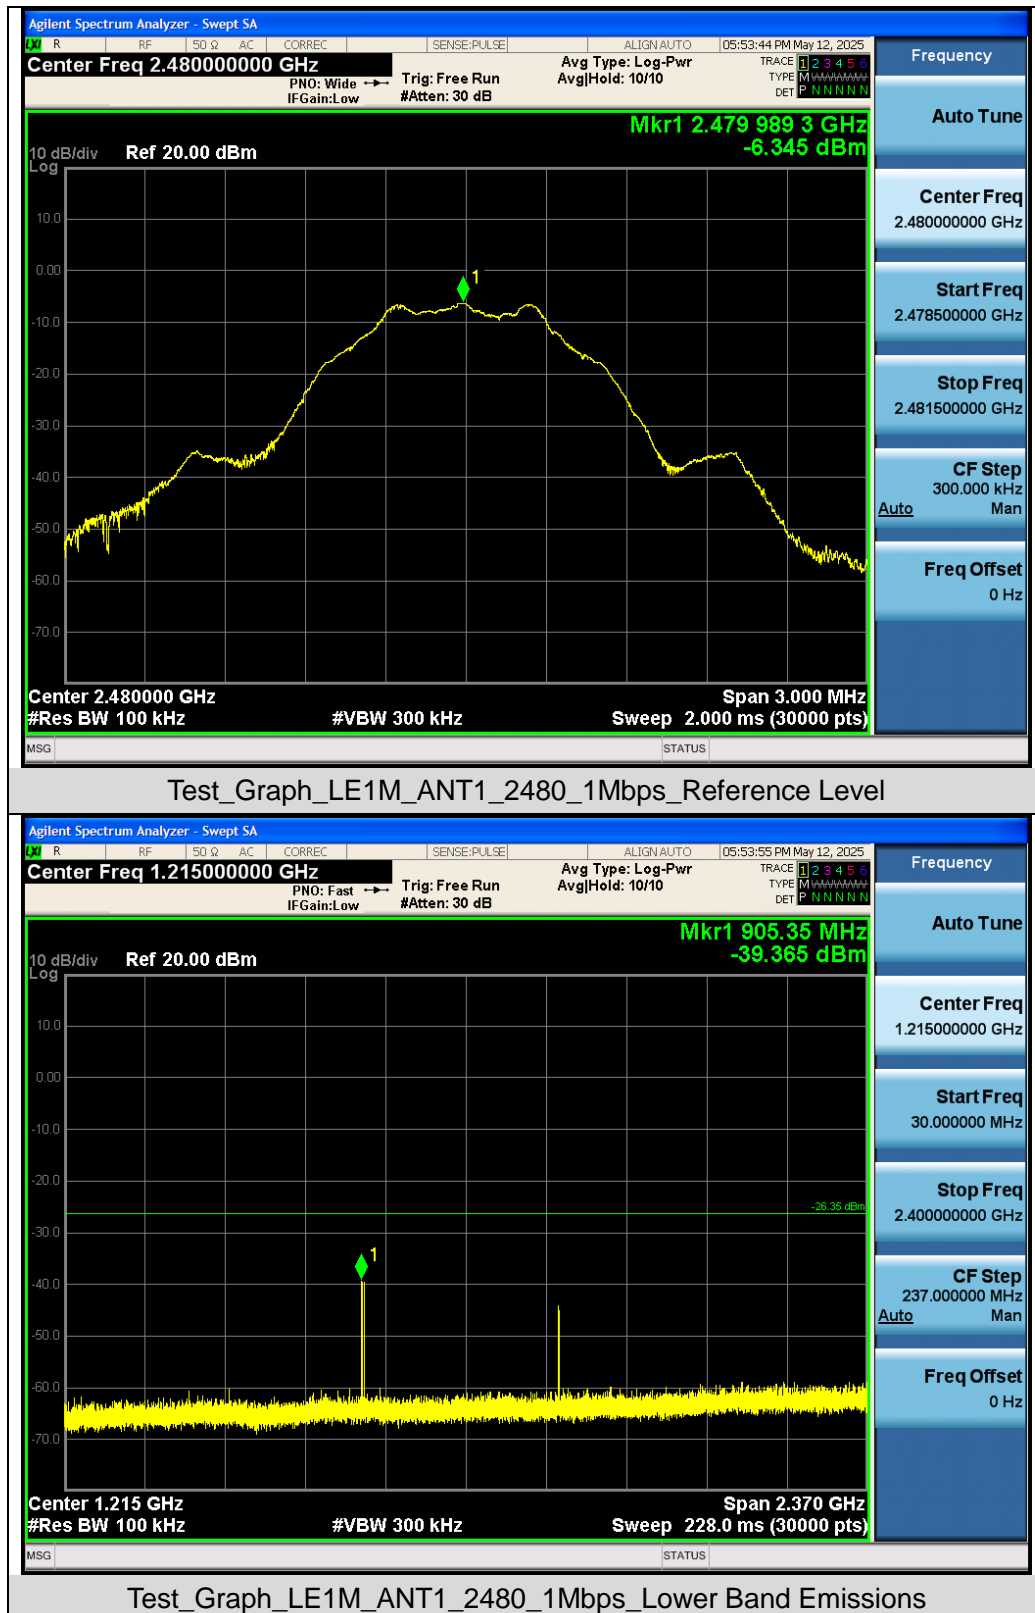 Agilent Spectrum Analyzer - Swept SA
LXI R RF 50 Ω AC CORREC SENSE:PULSE ALIGN AUTO 05:53:44 PM May 12, 2025
Center Freq 2.480000000 GHz
PNO: Wide
IFGain:Low
Trig: Free Run
#Atten: 30 dB
Avg Type: Log-Pwr
Avg|Hold: 10/10
TRACE 1 2 3 4 5 6
TYPE M WWWWW
DET P N N N N N
Mkr1 2.479 989 3 GHz
-6.345 dBm
10 dB/div
Log
Ref 20.00 dBm
10.0
0.00
-10.0
-20.0
-30.0
-40.0
-50.0
-60.0
-70.0
1
Center 2.480000 GHz
Span 3.000 MHz
#Res BW 100 kHz
#VBW 300 kHz
Sweep 2.000 ms (30000 pts)
MSG
STATUS
Frequency
Auto Tune
Center Freq
2.480000000 GHz
Start Freq
2.478500000 GHz
Stop Freq
2.481500000 GHz
CF Step
300.000 kHz
Auto Man
Freq Offset
0 Hz
Test_Graph_LE1M_ANT1_2480_1Mbps_Reference Level
Agilent Spectrum Analyzer - Swept SA
LXI R RF 50 Ω AC CORREC SENSE:PULSE ALIGN AUTO 05:53:55 PM May 12, 2025
Center Freq 1.215000000 GHz
PNO: Fast
IFGain:Low
Trig: Free Run
#Atten: 30 dB
Avg Type: Log-Pwr
Avg|Hold: 10/10
TRACE 1 2 3 4 5 6
TYPE M WWWWW
DET P N N N N N
Mkr1 905.35 MHz
-39.365 dBm
10 dB/div
Log
Ref 20.00 dBm
10.0
0.00
-10.0
-20.0
-30.0
-40.0
-50.0
-60.0
-70.0
-26.35 dBm
1
Center 1.215 GHz
Span 2.370 GHz
#Res BW 100 kHz
#VBW 300 kHz
Sweep 228.0 ms (30000 pts)
MSG
STATUS
Frequency
Auto Tune
Center Freq
1.215000000 GHz
Start Freq
30.000000 MHz
Stop Freq
2.400000000 GHz
CF Step
237.000000 MHz
Auto Man
Freq Offset
0 Hz
Test_Graph_LE1M_ANT1_2480_1Mbps_Lower Band Emissions